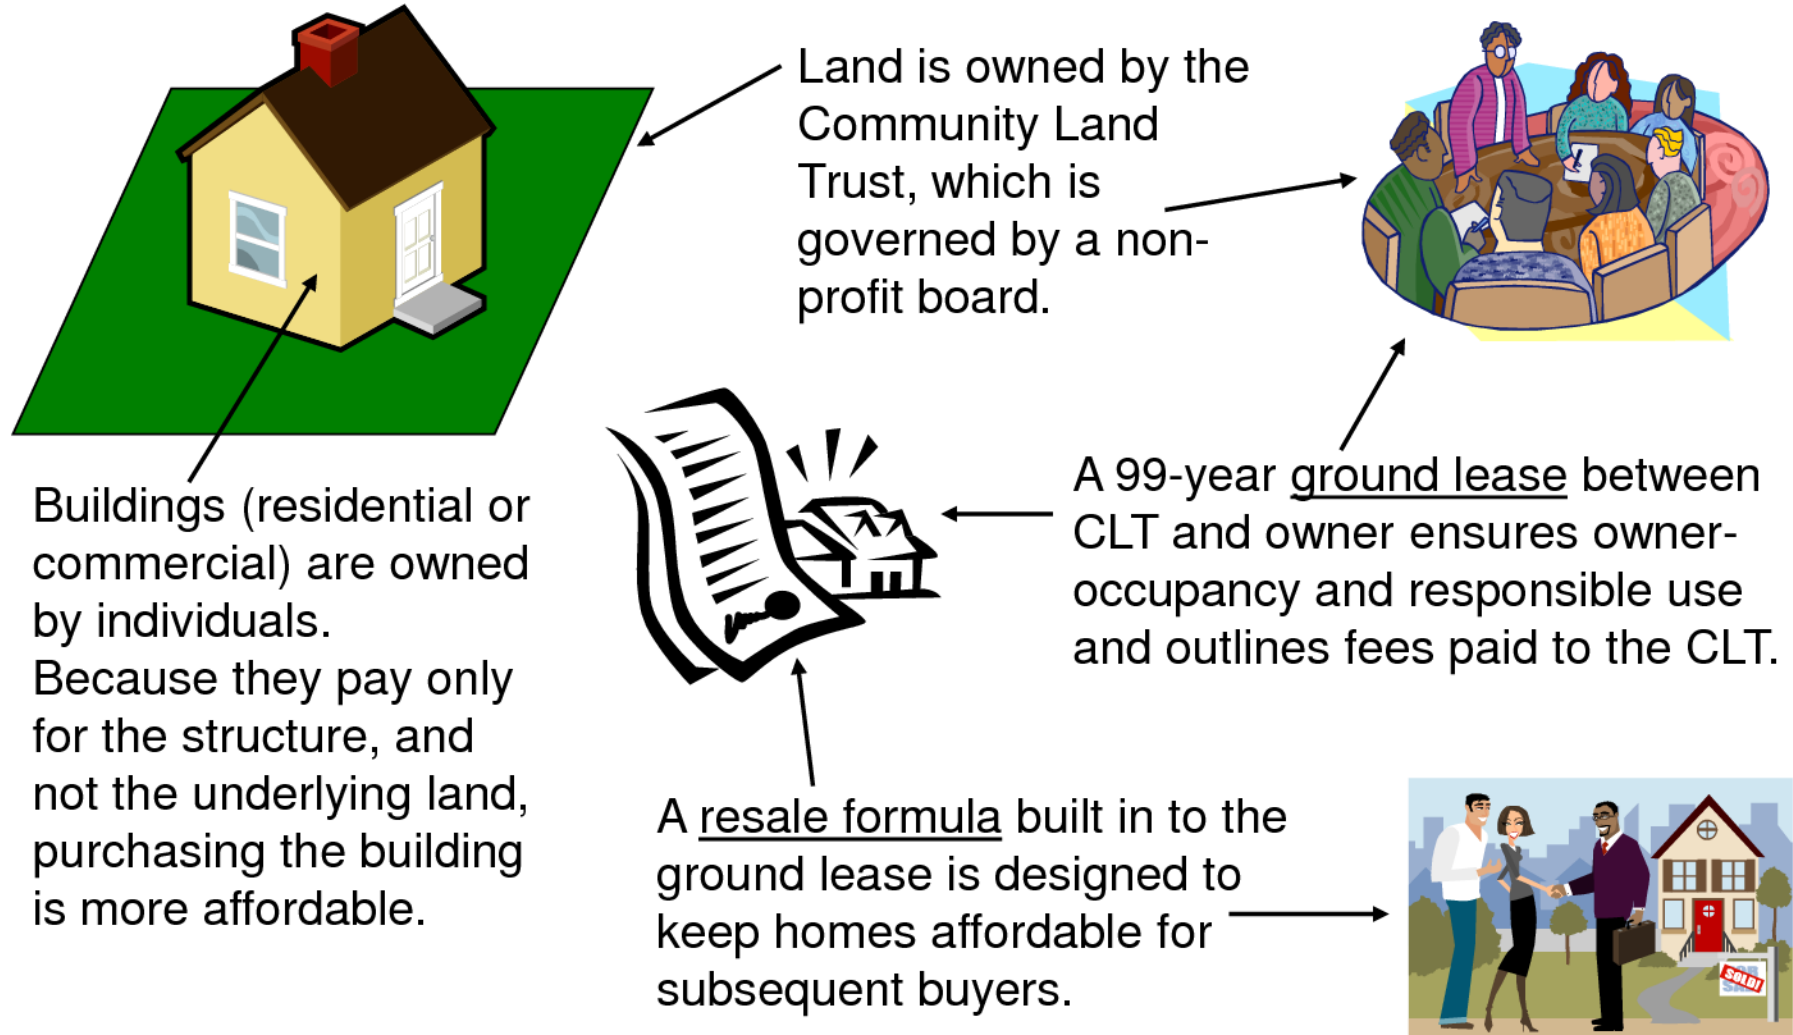 Land is owned by the
Community Land
Trust, which is
governed by a non-
profit board.
Buildings (residential or
commercial) are owned
by individuals.
Because they pay only
for the structure, and
not the underlying land,
purchasing the building
is more affordable.
A 99-year ground lease between
CLT and owner ensures owner-
occupancy and responsible use
and outlines fees paid to the CLT.
A resale formula built in to the
ground lease is designed to
keep homes affordable for
subsequent buyers.
SOLD!